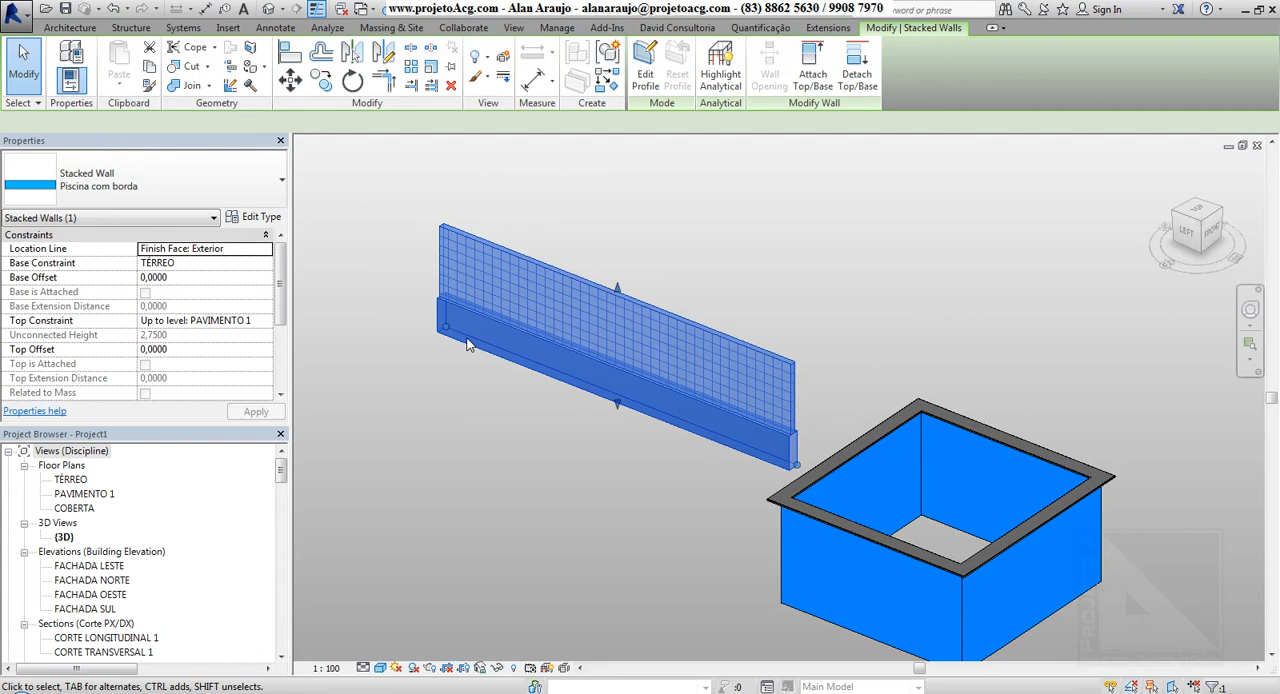 www.projetoAcg.com - Alan Araujo - alanaraujo@projetoacg.com - (83) 8862 5630 / 9908 7970
or phrase
Sign In
Architecture Structure Systems Insert Annotate Analyze Massing & Site Collaborate View Manage Add-Ins David Consultoria Quantificação Extensions Modify | Stacked Walls
Modify
Paste
Cope
Cut
Join
Edit Profile
Reset Profile
Highlight Analytical
Wall Opening
Attach Top/Base
Detach Top/Base
Select Properties Clipboard Geometry Modify View Measure Create Mode Analytical Modify Wall
Properties
Stacked Wall
Piscina com borda
Stacked Walls (1)
Edit Type
Constraints
Location Line Finish Face: Exterior
Base Constraint TÉRREO
Base Offset 0,0000
Base is Attached
Base Extension Distance 0,0000
Top Constraint Up to level: PAVIMENTO 1
Unconnected Height 2,7500
Top Offset 0,0000
Top is Attached
Top Extension Distance 0,0000
Related to Mass
Properties help
Apply
Project Browser - Project1
Views (Discipline)
Floor Plans
TÉRREO
PAVIMENTO 1
COBERTA
3D Views
{3D}
Elevations (Building Elevation)
FACHADA LESTE
FACHADA NORTE
FACHADA OESTE
FACHADA SUL
Sections (Corte PX/DX)
CORTE LONGITUDINAL 1
CORTE TRANSVERSAL 1
TOP
LEFT
FRONT
1 : 100
Click to select, TAB for alternates, CTRL adds, SHIFT unselects.
:0
Main Model
:1